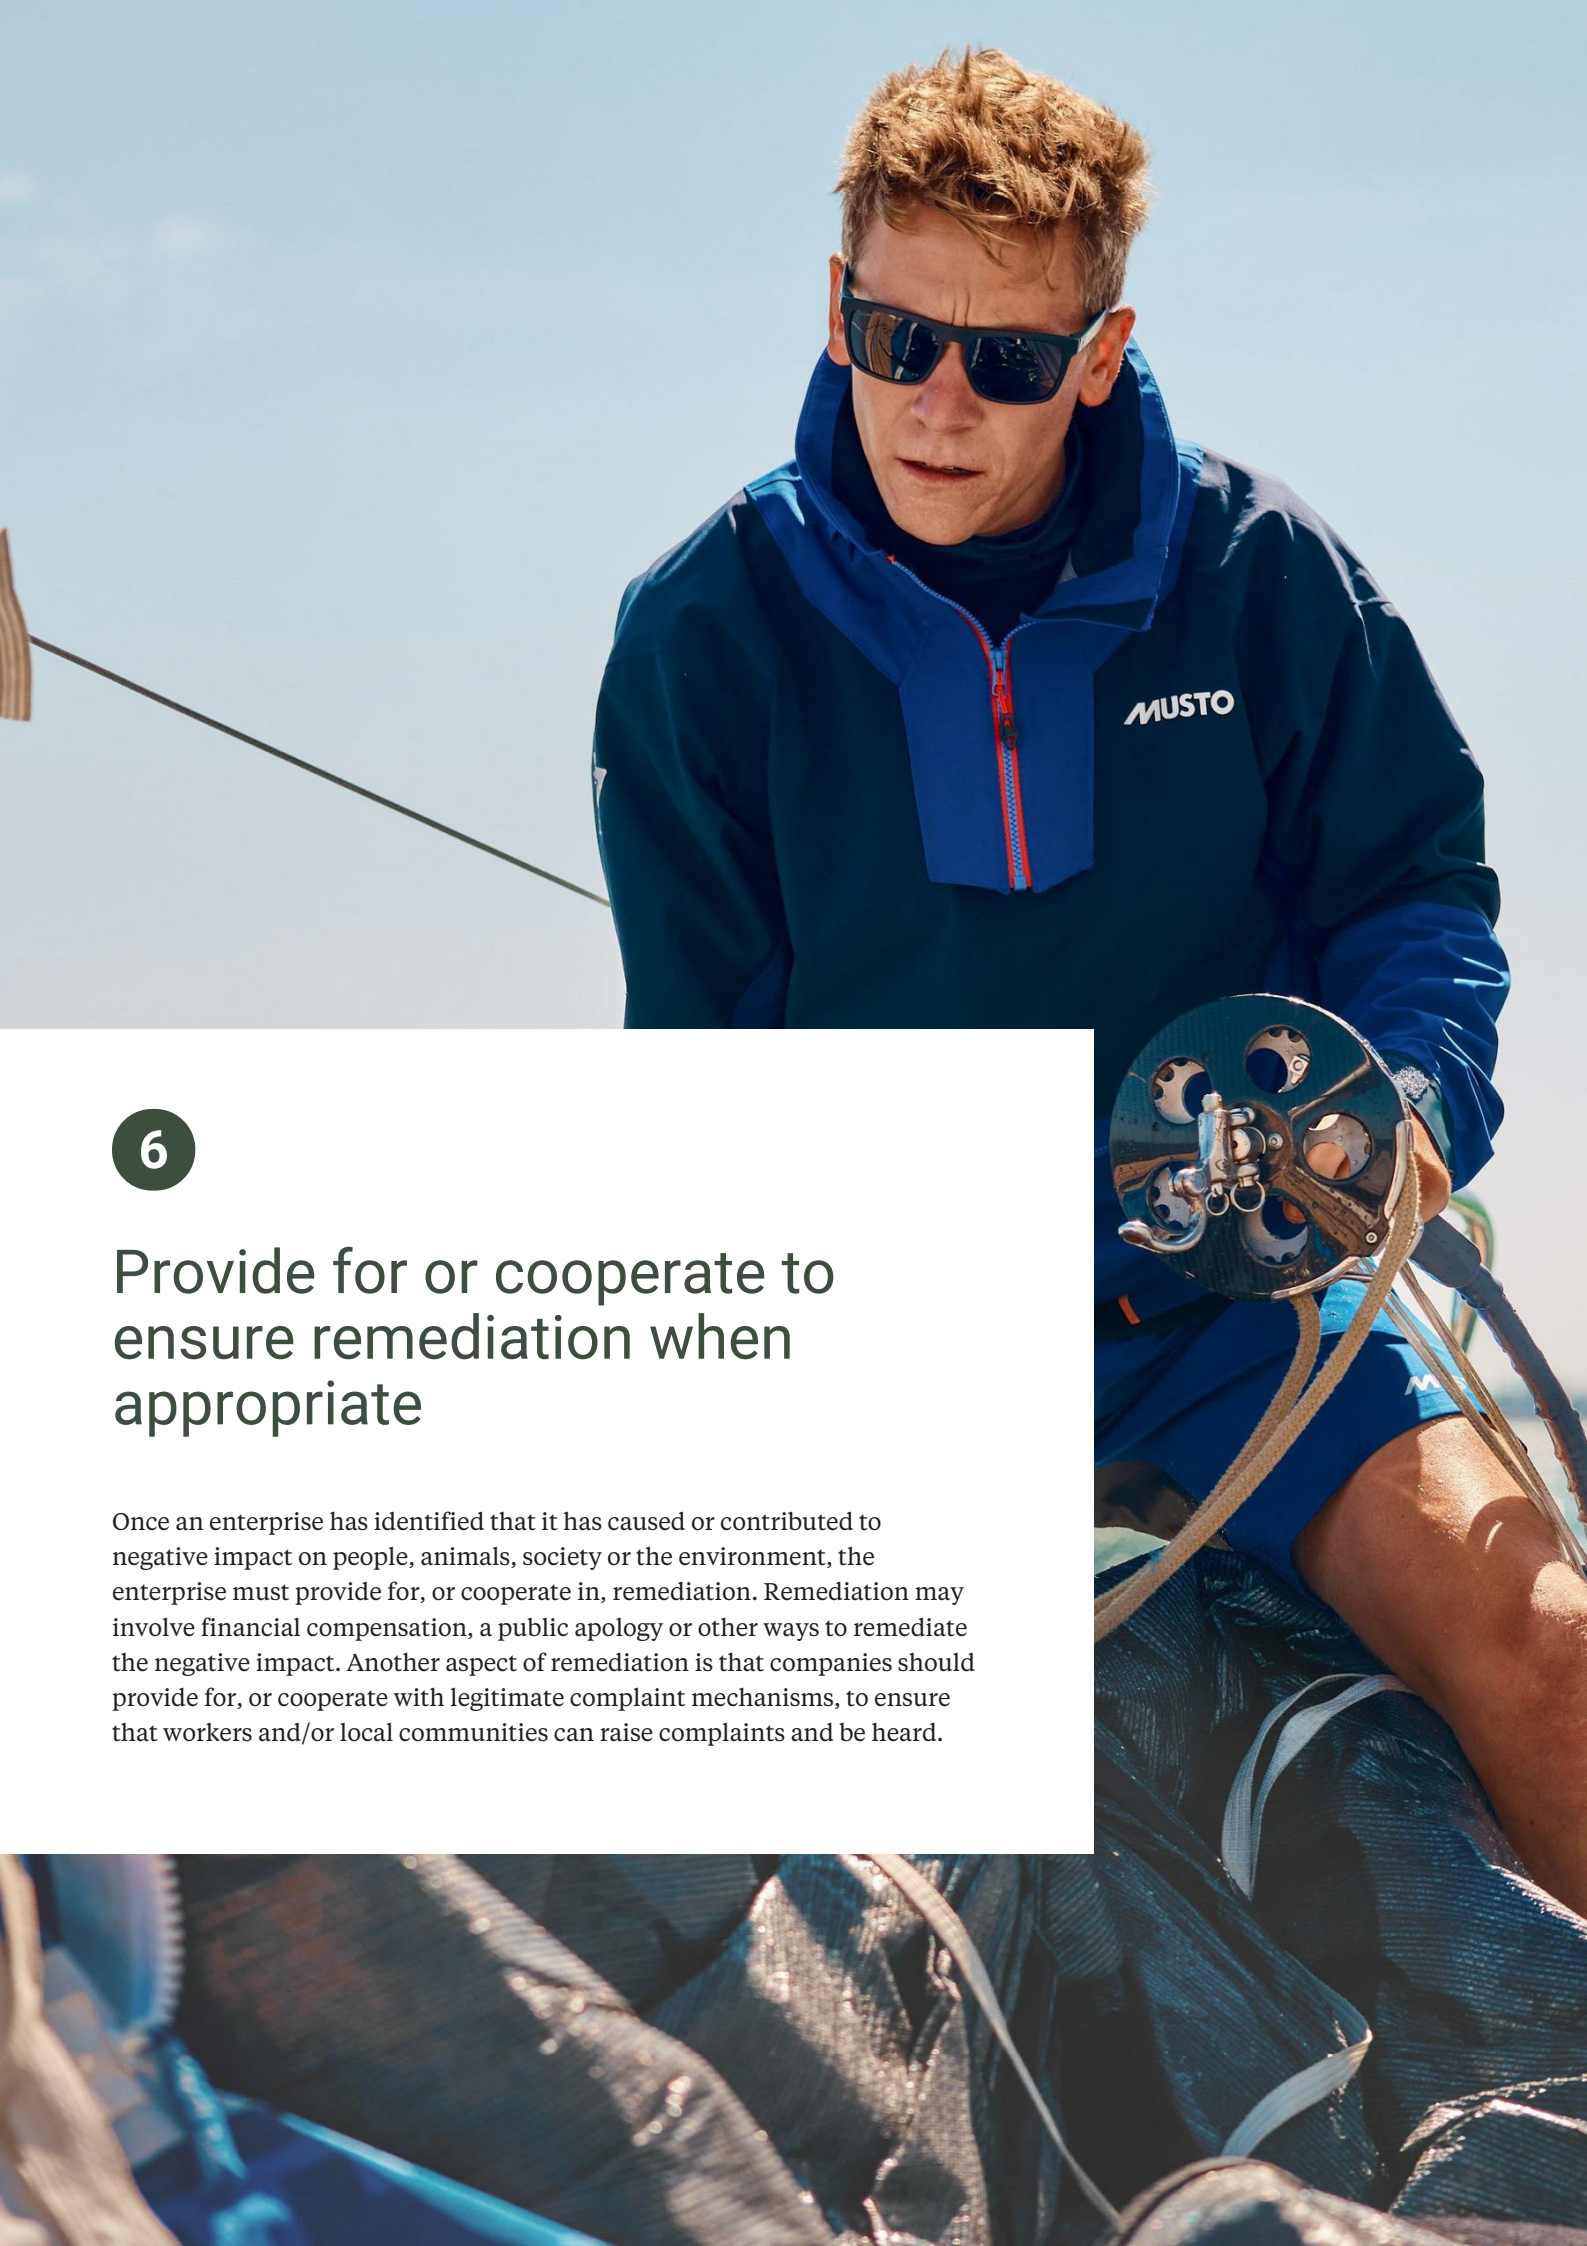 MUSTO
6
Provide for or cooperate to
ensure remediation when
appropriate
Once an enterprise has identified that it has caused or contributed to
negative impact on people, animals, society or the environment, the
enterprise must provide for, or cooperate in, remediation. Remediation may
involve financial compensation, a public apology or other ways to remediate
the negative impact. Another aspect of remediation is that companies should
provide for, or cooperate with legitimate complaint mechanisms, to ensure
that workers and/or local communities can raise complaints and be heard.